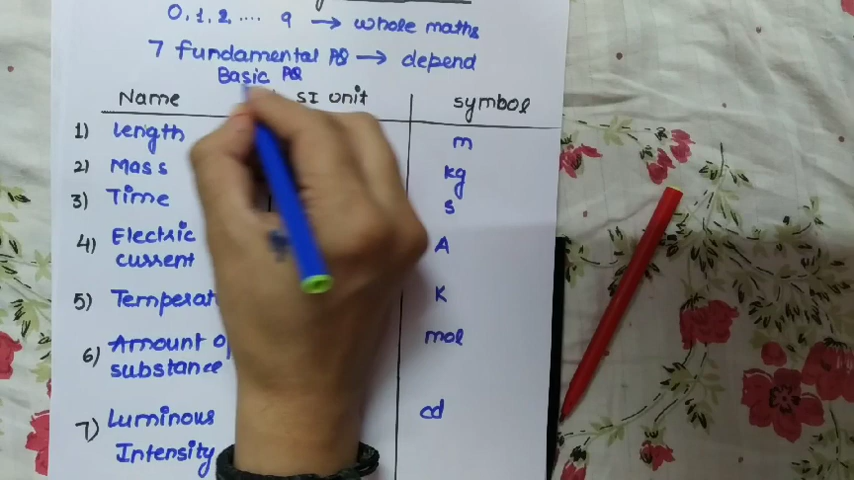 0, 1, 2 .... 9 → whole maths
7 fundamental PQ → depend
Basic PQ
Name SI unit symbol
1) Length m
2) Mass kg
3) Time s
4) Electric current A
5) Temperat K
6) Amount o substance mol
7) Luminous Intensity cd